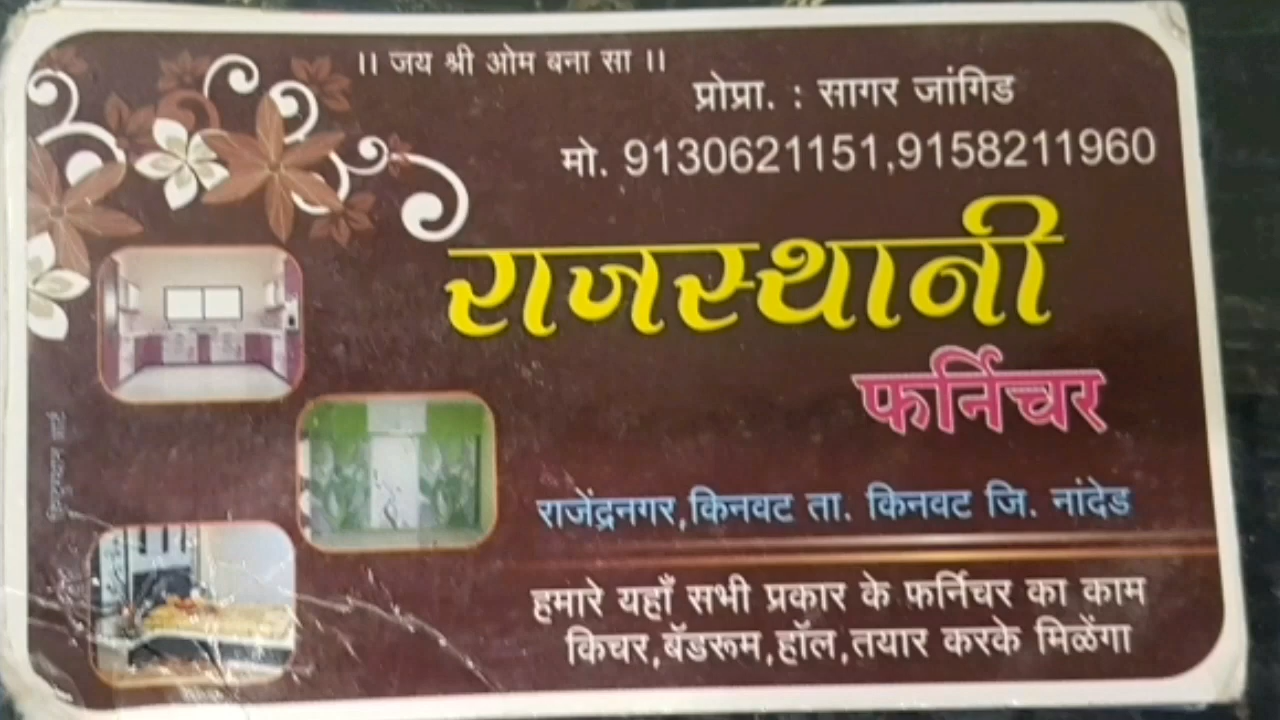 ।। जय श्री ओम बना सा ।।
प्रोप्रा. : सागर जांगिड
मो. 9130621151,9158211960
राजस्थानी
फर्निचर
राजेंद्रनगर,किनवट ता. किनवट जि. नांदेड
हमारे यहाँ सभी प्रकार के फर्निचर का काम
किचर,बॅडरूम,हॉल,तयार करके मिळेंगा